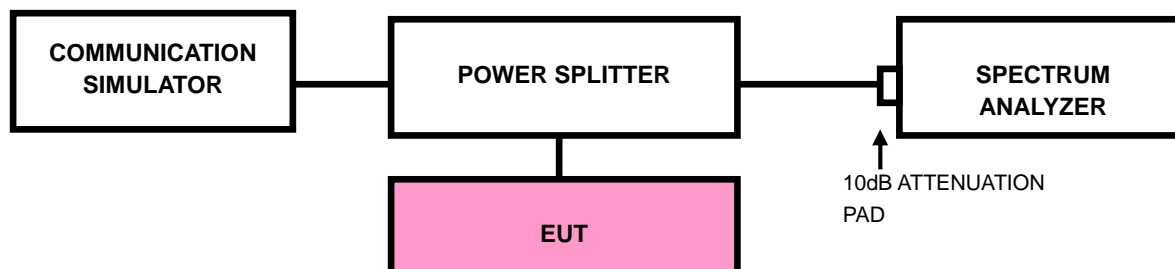 COMMUNICATION
SIMULATOR
POWER SPLITTER
SPECTRUM
ANALYZER
10dB ATTENUATION
PAD
EUT